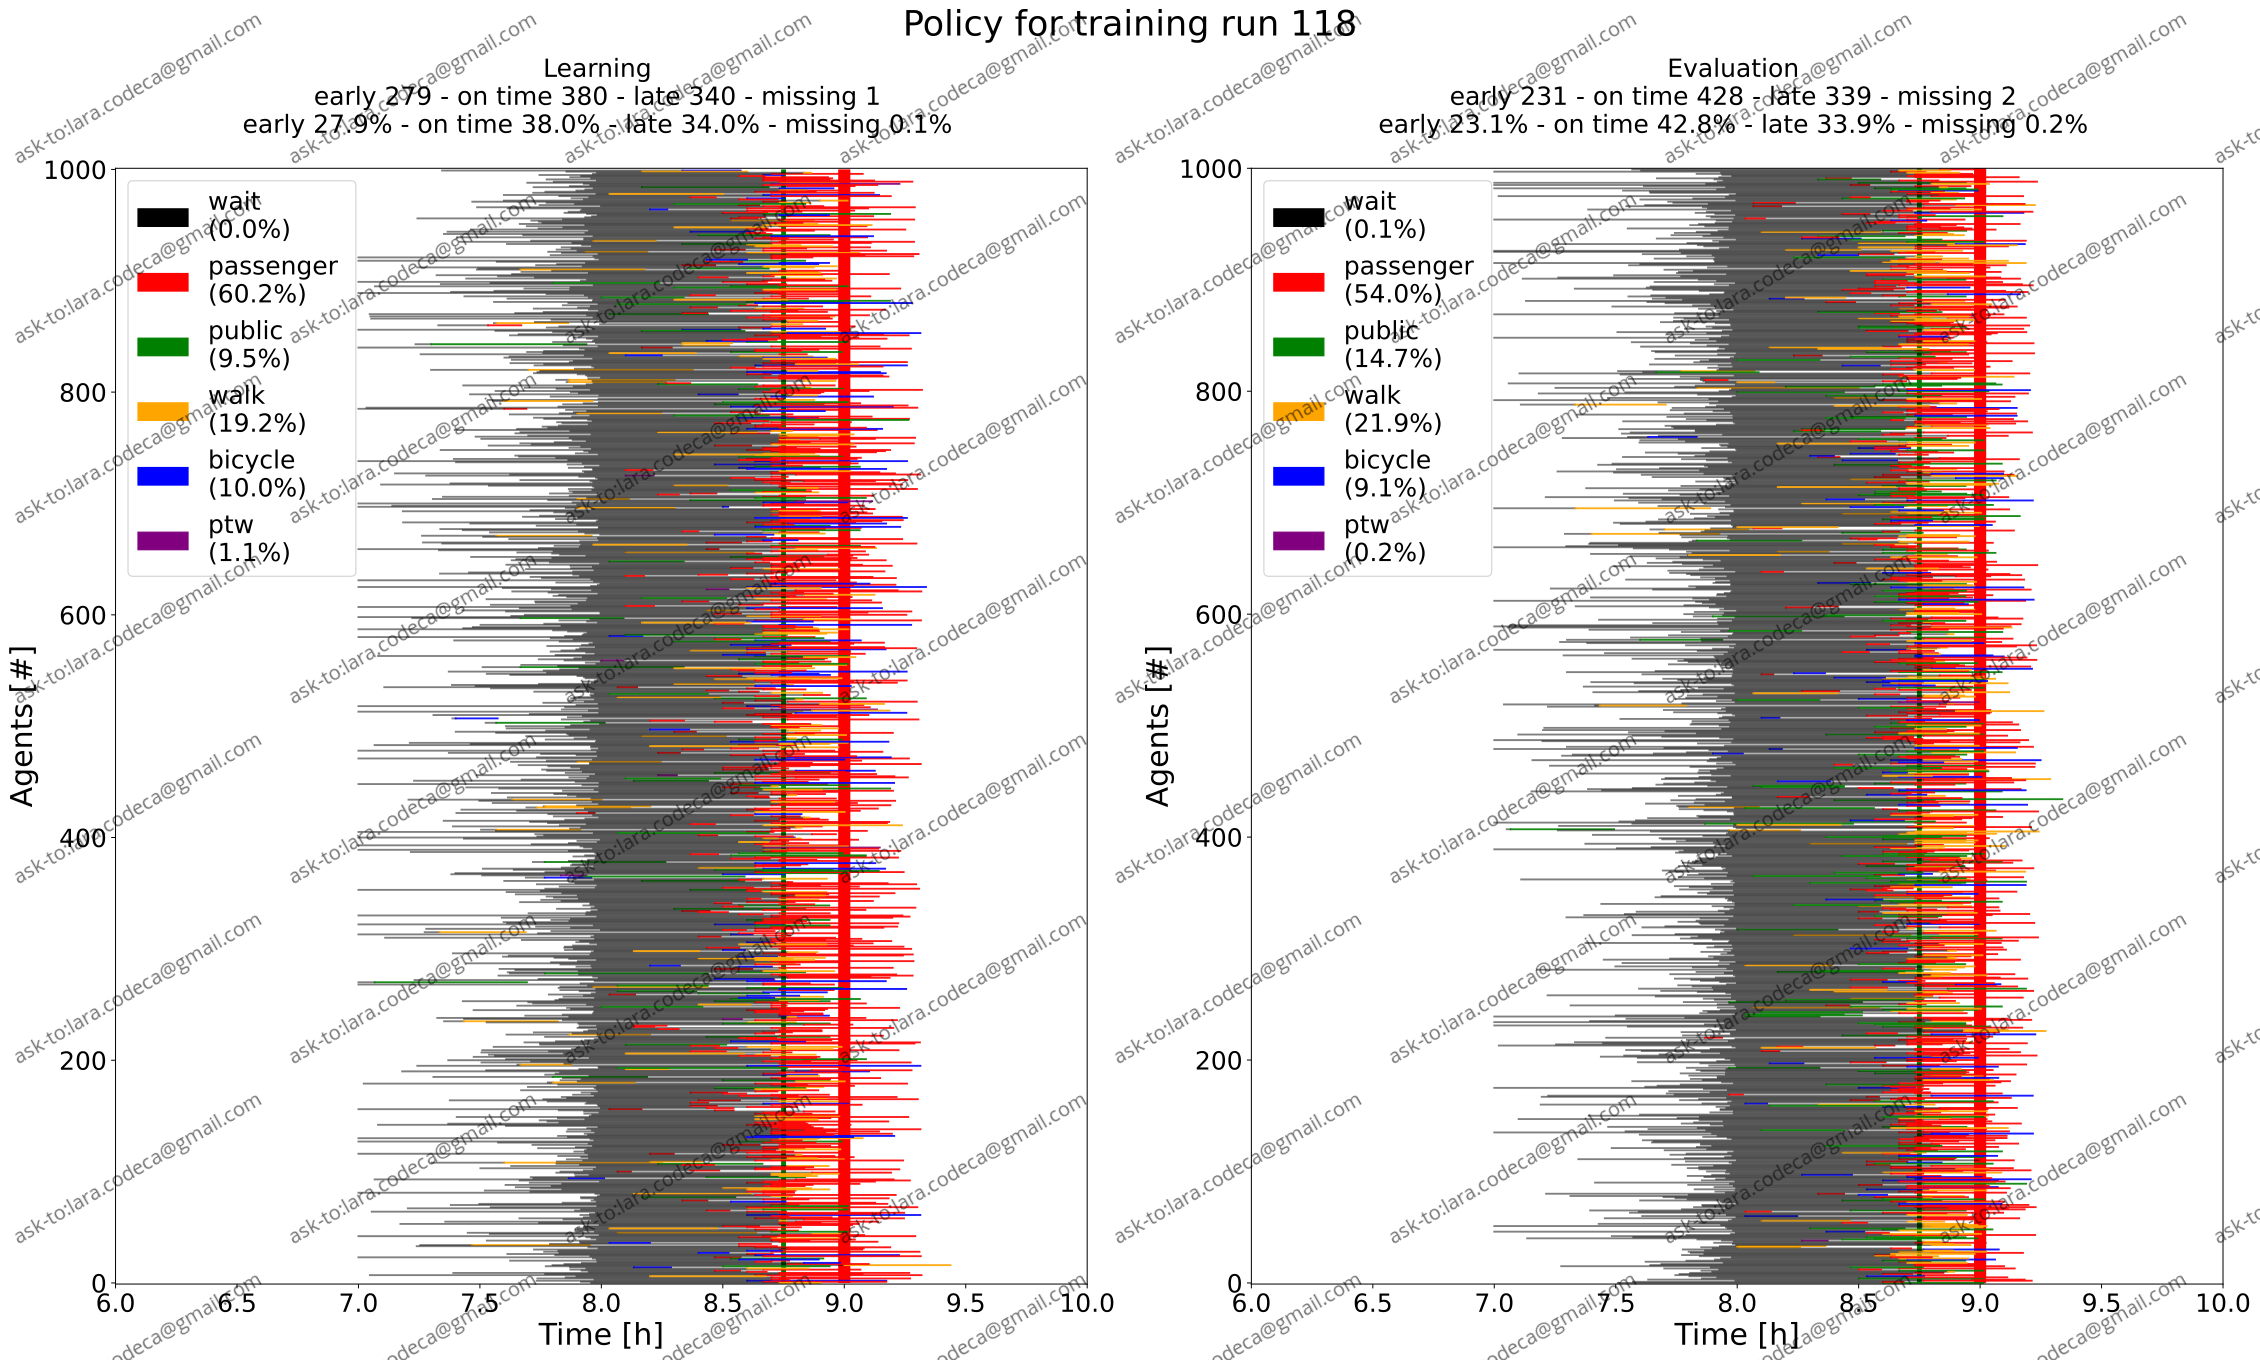 Policy for training run 118
Learning
early 279 - on time 380 - late 340 - missing 1
early 27.9% - on time 38.0% - late 34.0% - missing 0.1%
1000
800
600
400
200
0
Agents [#]
wait
(0.0%)
passenger
(60.2%)
public
(9.5%)
walk
(19.2%)
bicycle
(10.0%)
ptw
(1.1%)
6.0 6.5 7.0 7.5 8.0 8.5 9.0 9.5 10.0
Time [h]
Evaluation
early 231 - on time 428 - late 339 - missing 2
early 23.1% - on time 42.8% - late 33.9% - missing 0.2%
1000
800
600
400
200
0
Agents [#]
wait
(0.1%)
passenger
(54.0%)
public
(14.7%)
walk
(21.9%)
bicycle
(9.1%)
ptw
(0.2%)
6.0 6.5 7.0 7.5 8.0 8.5 9.0 9.5 10.0
Time [h]
ask-to:lara.codeca@gmail.com